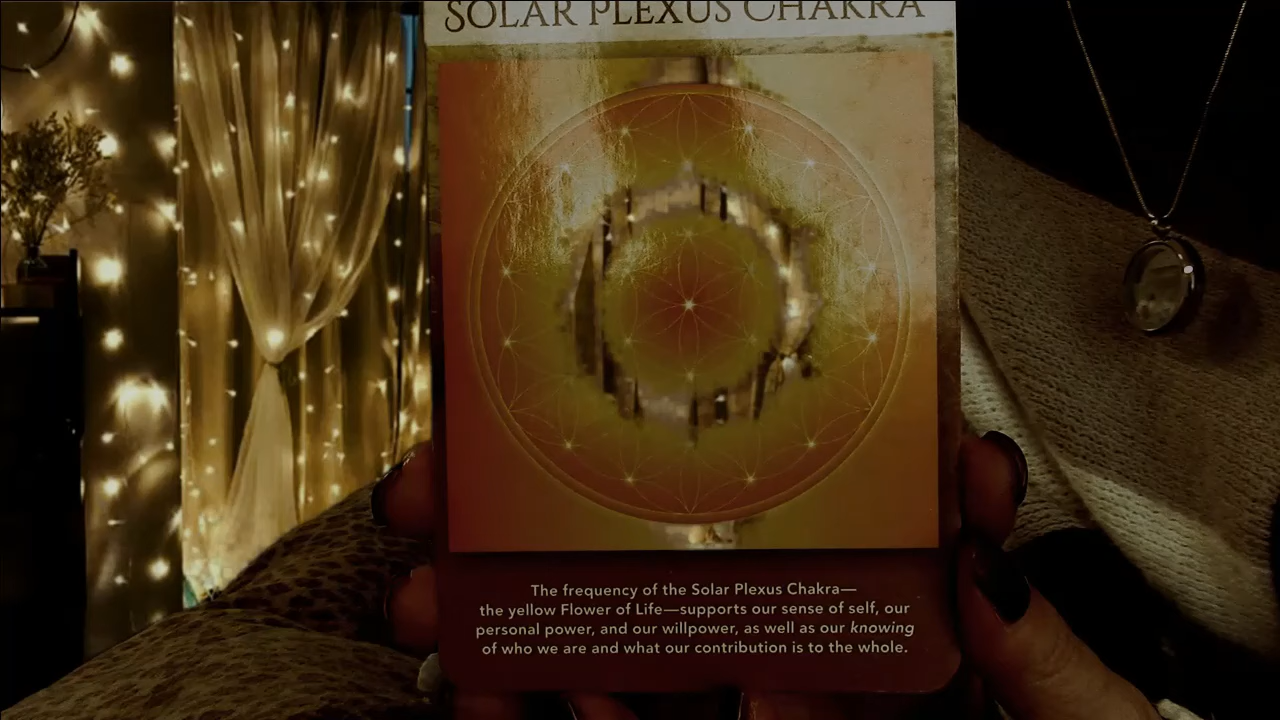 SOLAR PLEXUS CHAKRA
The frequency of the Solar Plexus Chakra—
the yellow Flower of Life—supports our sense of self, our
personal power, and our willpower, as well as our knowing
of who we are and what our contribution is to the whole.